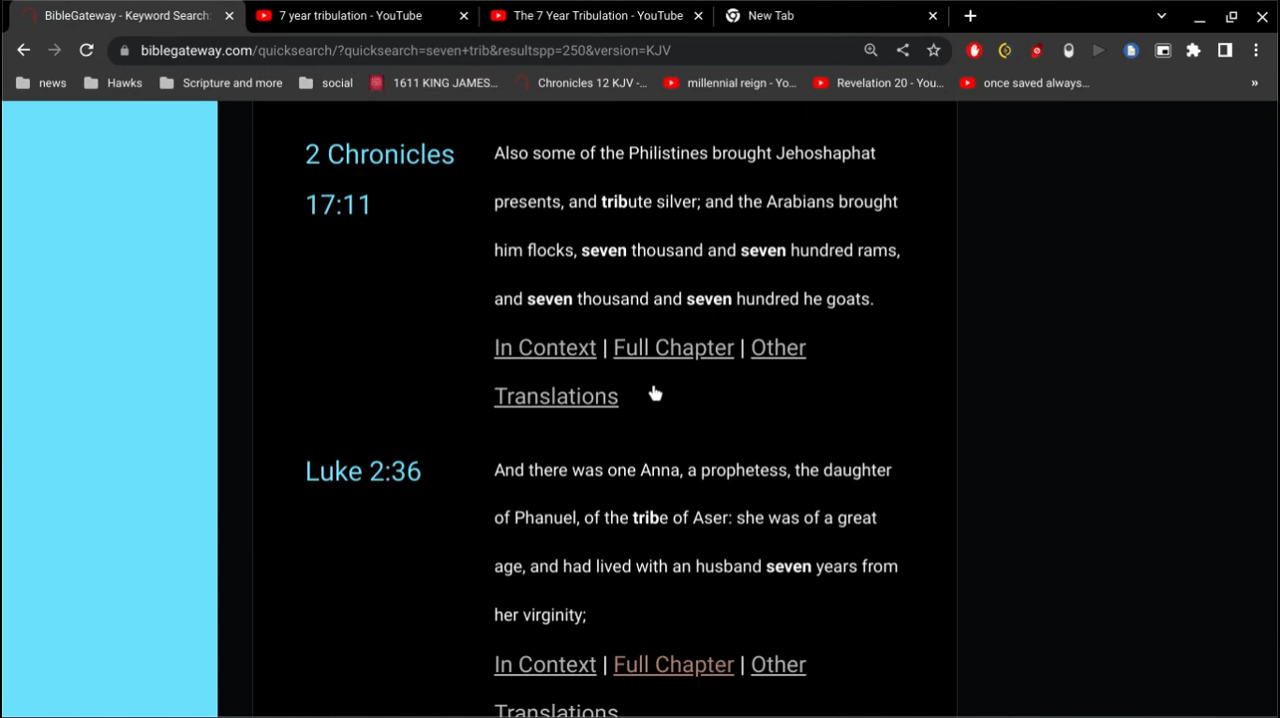 BibleGateway - Keyword Search:
7 year tribulation - YouTube
The 7 Year Tribulation - YouTube
New Tab
biblegateway.com/quicksearch/?quicksearch=seven+trib&resultspp=250&version=KJV
news
Hawks
Scripture and more
social
1611 KING JAMES...
Chronicles 12 KJV -...
millennial reign - Yo...
Revelation 20 - You...
once saved always...
»
2 Chronicles
17:11
Also some of the Philistines brought Jehoshaphat
presents, and tribute silver; and the Arabians brought
him flocks, seven thousand and seven hundred rams,
and seven thousand and seven hundred he goats.
In Context | Full Chapter | Other
Translations
Luke 2:36
And there was one Anna, a prophetess, the daughter
of Phanuel, of the tribe of Aser: she was of a great
age, and had lived with an husband seven years from
her virginity;
In Context | Full Chapter | Other
Translations